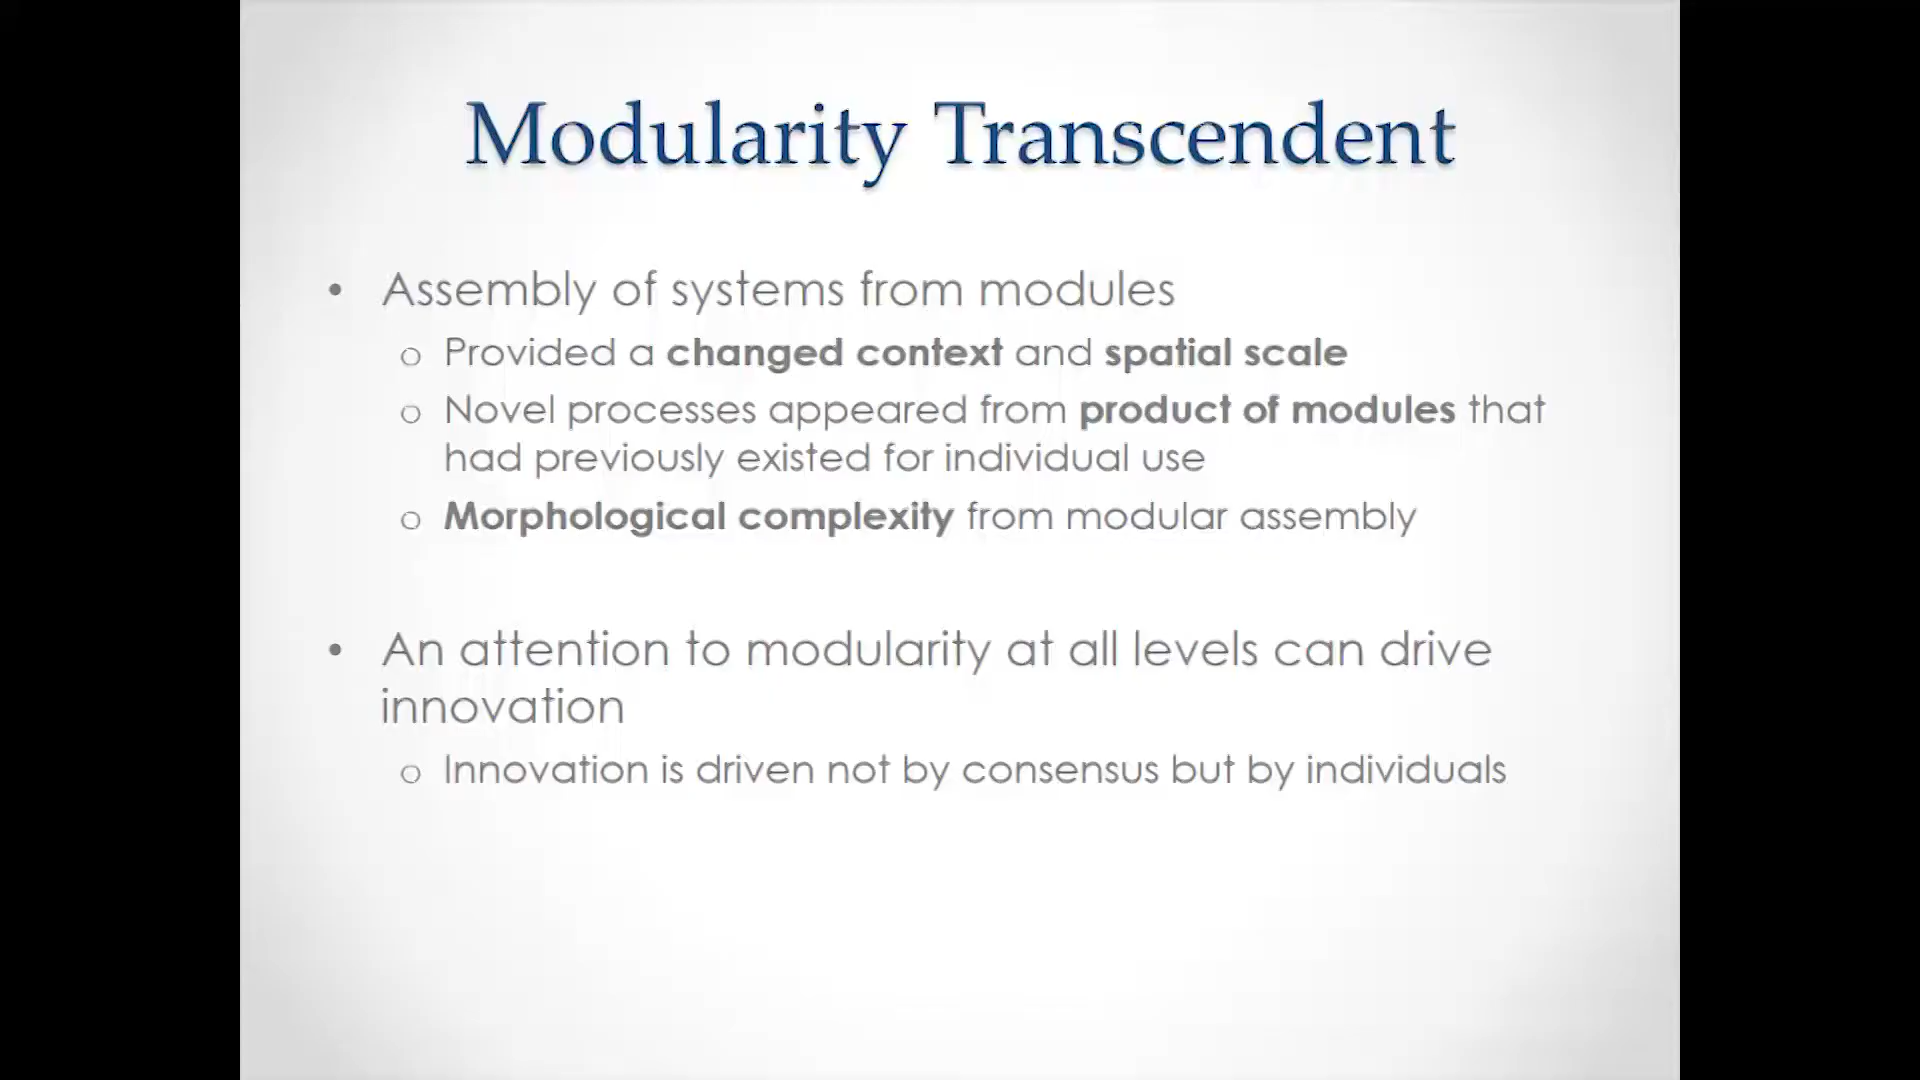 Modularity Transcendent
• Assembly of systems from modules
o Provided a changed context and spatial scale
o Novel processes appeared from product of modules that
had previously existed for individual use
o Morphological complexity from modular assembly
• An attention to modularity at all levels can drive
innovation
o Innovation is driven not by consensus but by individuals